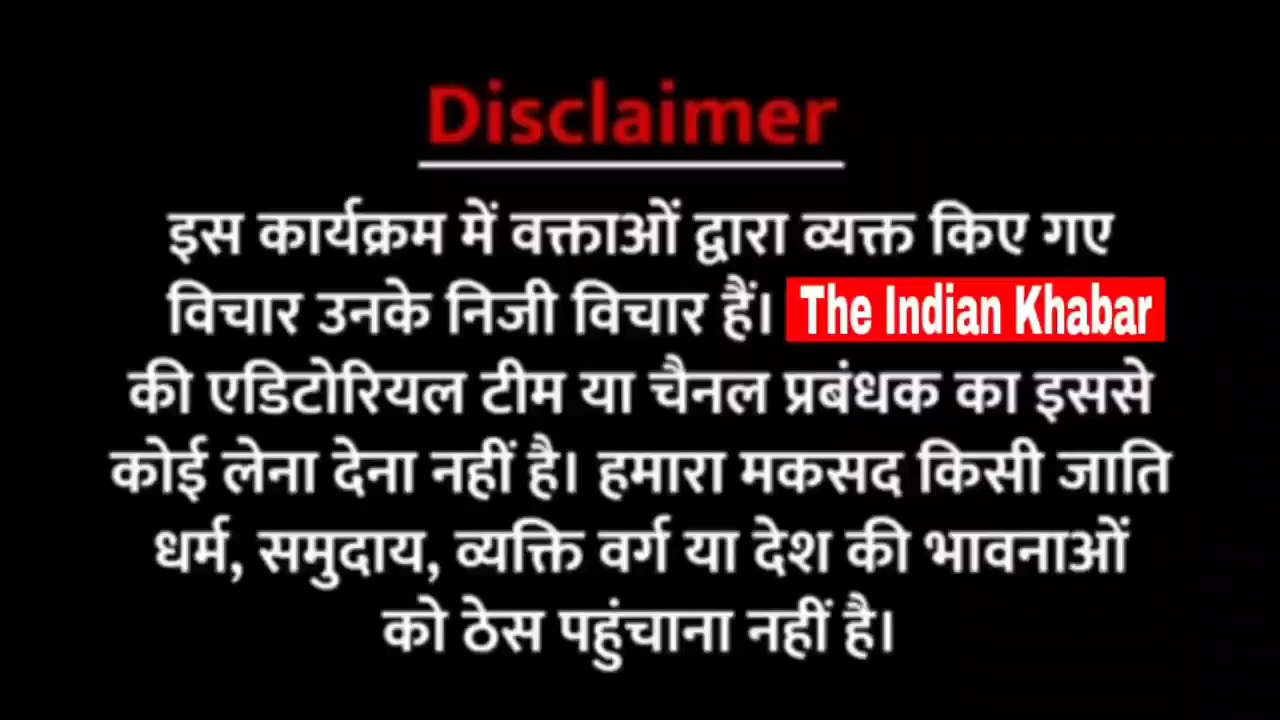 Disclaimer
इस कार्यक्रम में वक्ताओं द्वारा व्यक्त किए गए
विचार उनके निजी विचार हैं। The Indian Khabar
की एडिटोरियल टीम या चैनल प्रबंधक का इससे
कोई लेना देना नहीं है। हमारा मकसद किसी जाति
धर्म, समुदाय, व्यक्ति वर्ग या देश की भावनाओं
को ठेस पहुंचाना नहीं है।